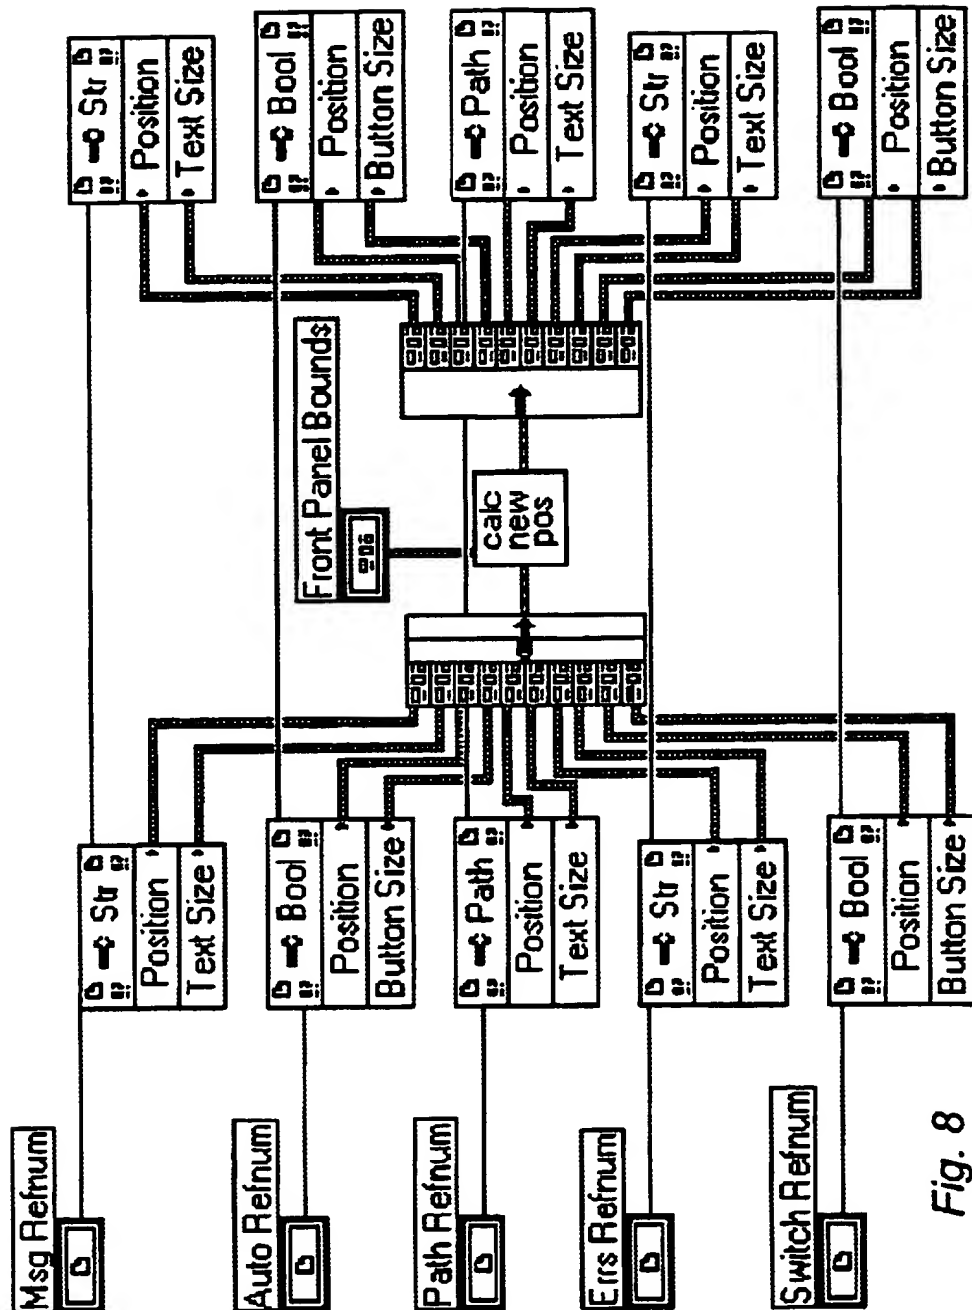 Msg Refnum
Str
Position
Text Size
Str
Position
Text Size
Auto Refnum
Bool
Position
Button Size
Front Panel Bounds
Bool
Position
Button Size
Path Refnum
Path
Position
Text Size
calc
new
pos
Path
Position
Text Size
Errs Refnum
Str
Position
Text Size
Str
Position
Text Size
Switch Refnum
Bool
Position
Button Size
Bool
Position
Button Size
Fig. 8